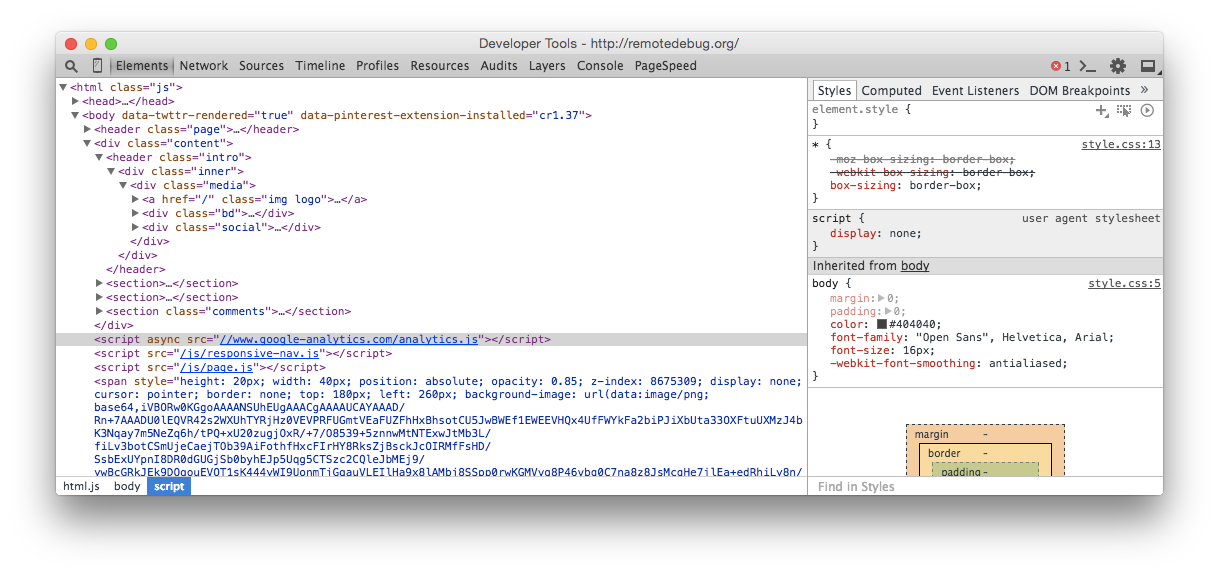 Developer Tools - http://remotedebug.org/
Elements Network Sources Timeline Profiles Resources Audits Layers Console PageSpeed 1
<html class="js">
<head>…</head>
<body data-twttr-rendered="true" data-pinterest-extension-installed="cr1.37">
<header class="page">…</header>
<div class="content">
<header class="intro">
<div class="inner">
<div class="media">
<a href="/" class="img logo">…</a>
<div class="bd">…</div>
<div class="social">…</div>
</div>
</div>
</header>
<section>…</section>
<section>…</section>
<section class="comments">…</section>
</div>
<script async src="//www.google-analytics.com/analytics.js"></script>
<script src="/js/responsive-nav.js"></script>
<script src="/js/page.js"></script>
<span style="height: 20px; width: 40px; position: absolute; opacity: 0.85; z-index: 8675309; display: none;
cursor: pointer; border: none; top: 180px; left: 260px; background-image: url(data:image/png;
base64,iVBORw0KGgoAAAANSUhEUgAAACgAAAAUCAYAAAD/
Rn+7AAADU0lEQVR42s2WXUhTYRjHz0VEVPRFUGmtVEaFUZFhHxBhsotCU5JwBWEf1EWEEVHQx4UfFWYkFa2biPJiXbUta33OXFtuUXMzJ4b
K3Nqay7m5NeZq6h/tPQ+xU20zugjOxR/+7/O8539+5znnwMtNTExwJtMb3L/
fiLv3botCSmUjeCaejTOb39AiFothfHxcFIrHY8RksZjBsckJcOIRMfFsHD/
SsbExUYpnI8DR0dGUGjSb0byhEJp5Uqg5CTSzc2CQleJbMEj9/
ywBcGRkJEk9DQqouEVQT1sK444yWI9UonmTjGqauVLEIlHa9x8lAMbj8SSpp0rwKGMVvg8P46vbg0C7na8z8JsMcgHe7jlEa+edRhiLy8n/
html.js body script
Styles Computed Event Listeners DOM Breakpoints »
element.style {
}
* { style.css:13
-moz-box-sizing: border-box;
-webkit-box-sizing: border-box;
box-sizing: border-box;
}
script { user agent stylesheet
display: none;
}
Inherited from body
body { style.css:5
margin: 0;
padding: 0;
color: #404040;
font-family: "Open Sans", Helvetica, Arial;
font-size: 16px;
-webkit-font-smoothing: antialiased;
}
margin -
border -
padding -
Find in Styles